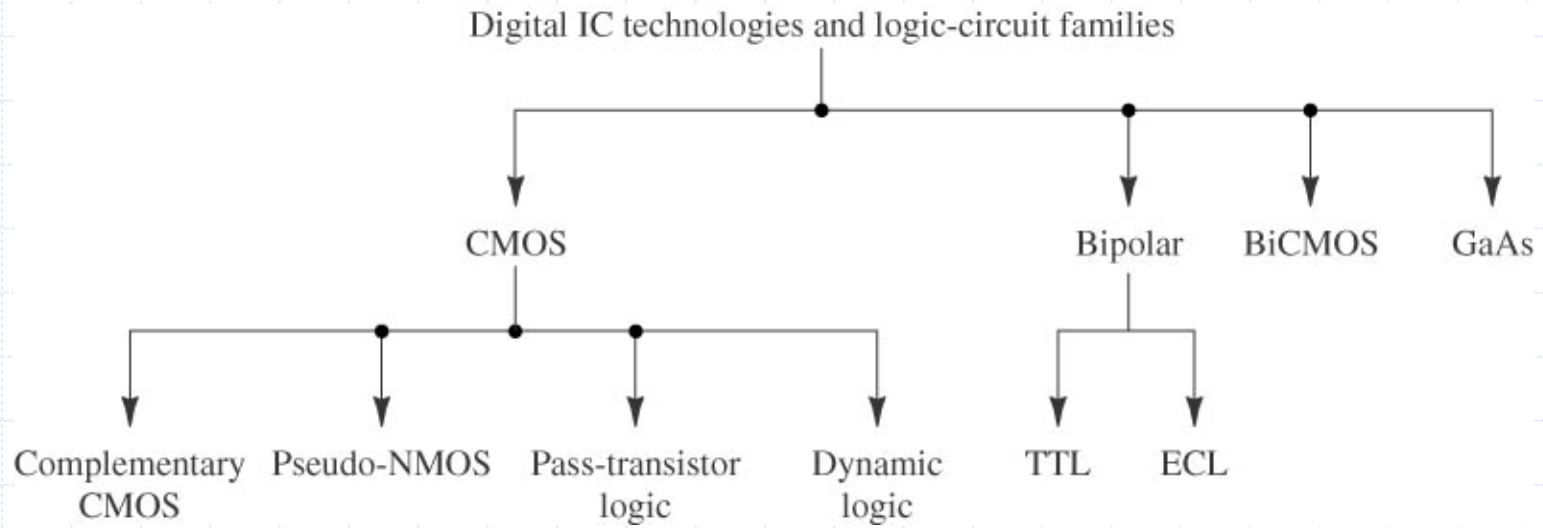 Digital IC technologies and logic-circuit families
CMOS
Bipolar
BiCMOS
GaAs
Complementary
CMOS
Pseudo-NMOS
Pass-transistor
logic
Dynamic
logic
TTL
ECL